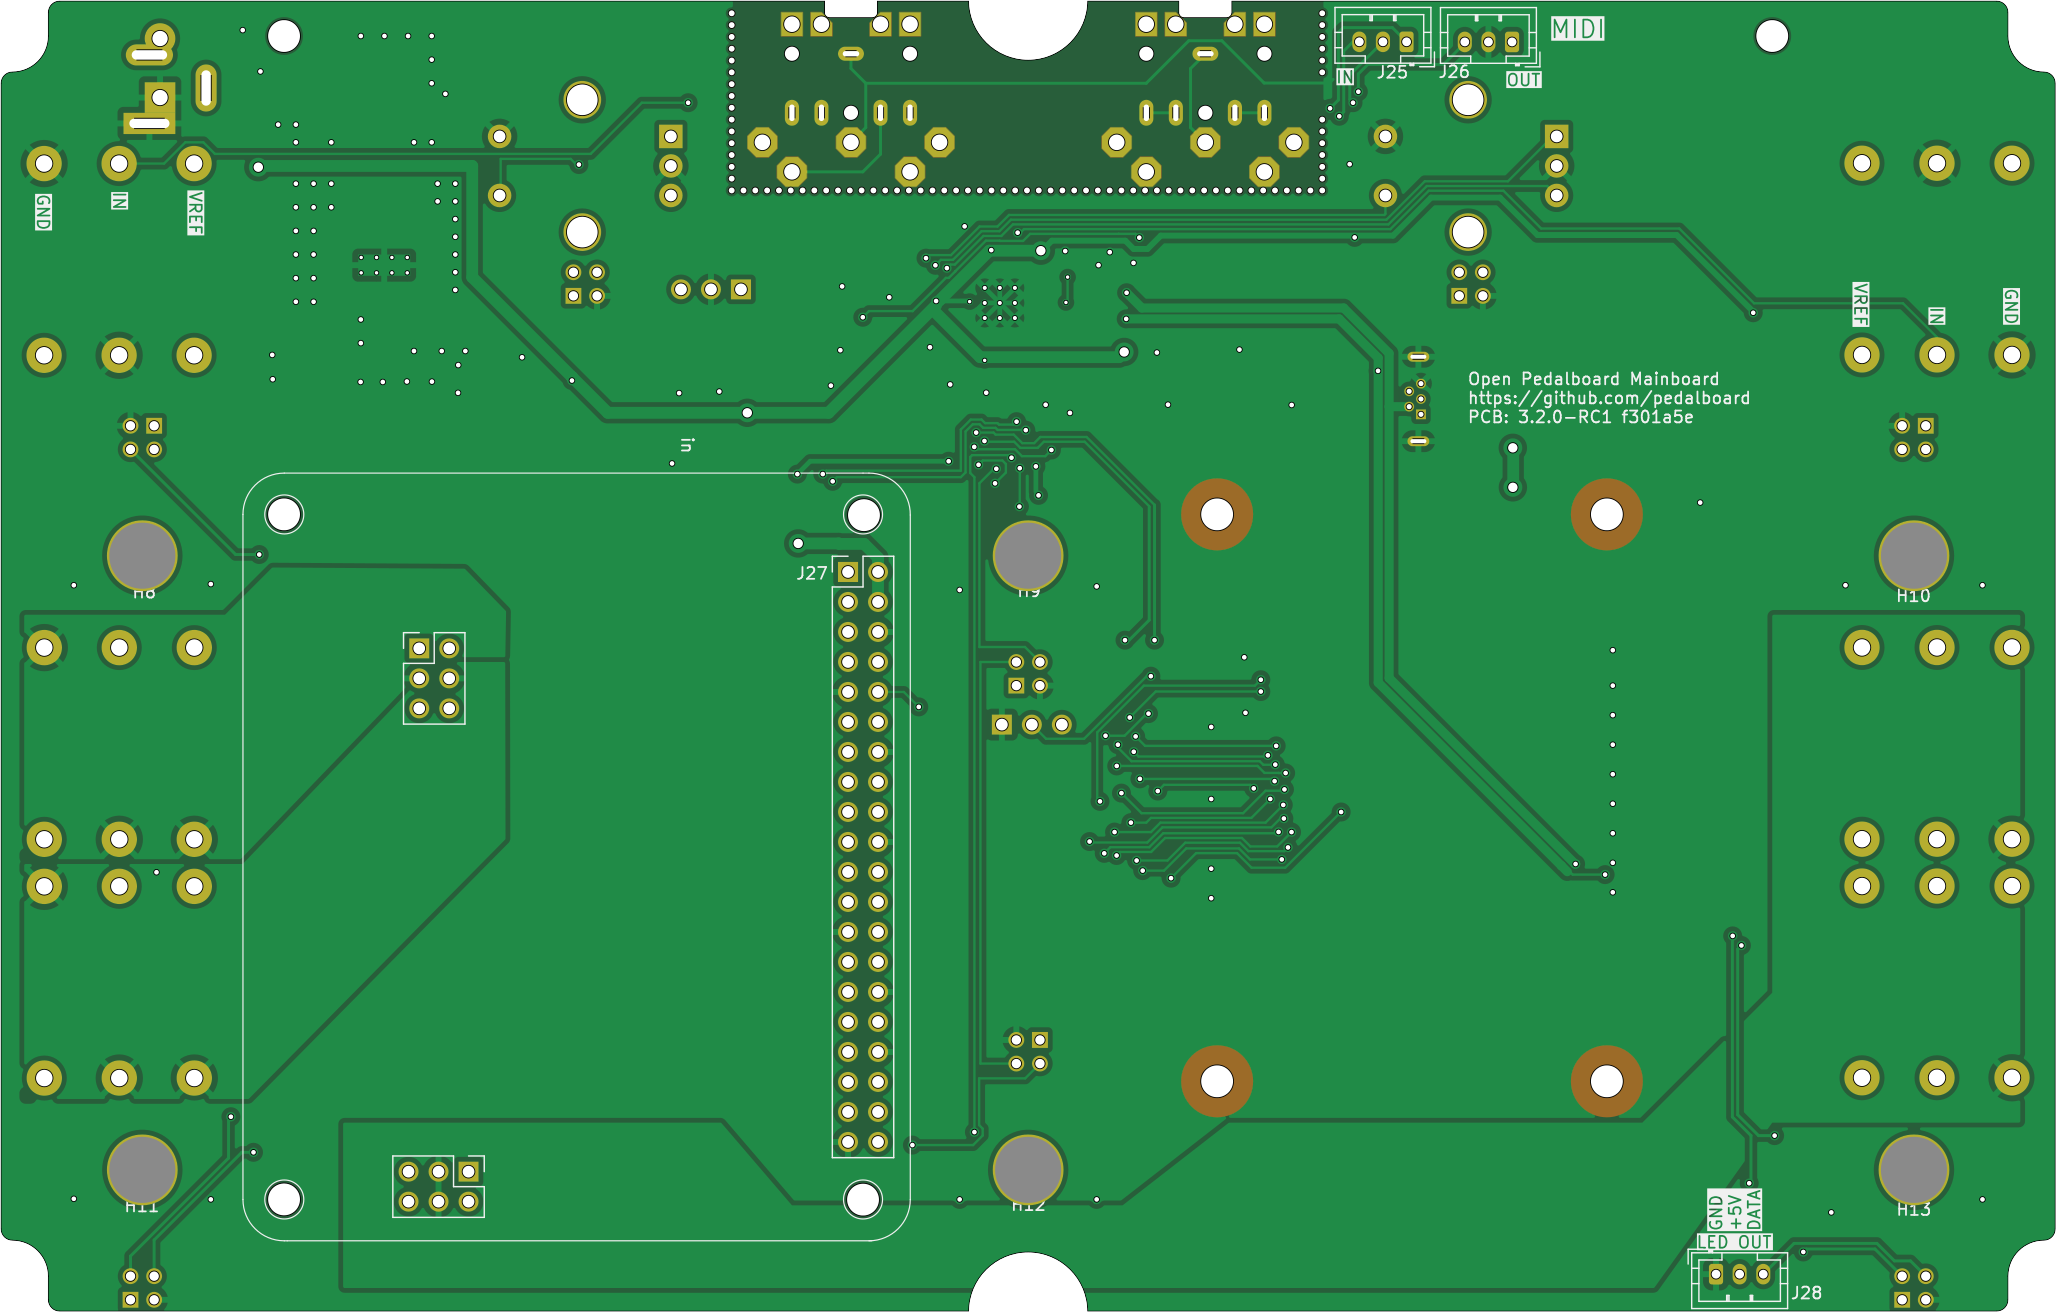 MIDI
J25
J26
IN
OUT
GND
IN
VREF
VREF
IN
GND
Open Pedalboard Mainboard
https://github.com/pedalboard
PCB: 3.2.0-RC1 f301a5e
in
J27
H8
H9
H10
H11
H12
H13
GND
+5V
DATA
LED OUT
J28